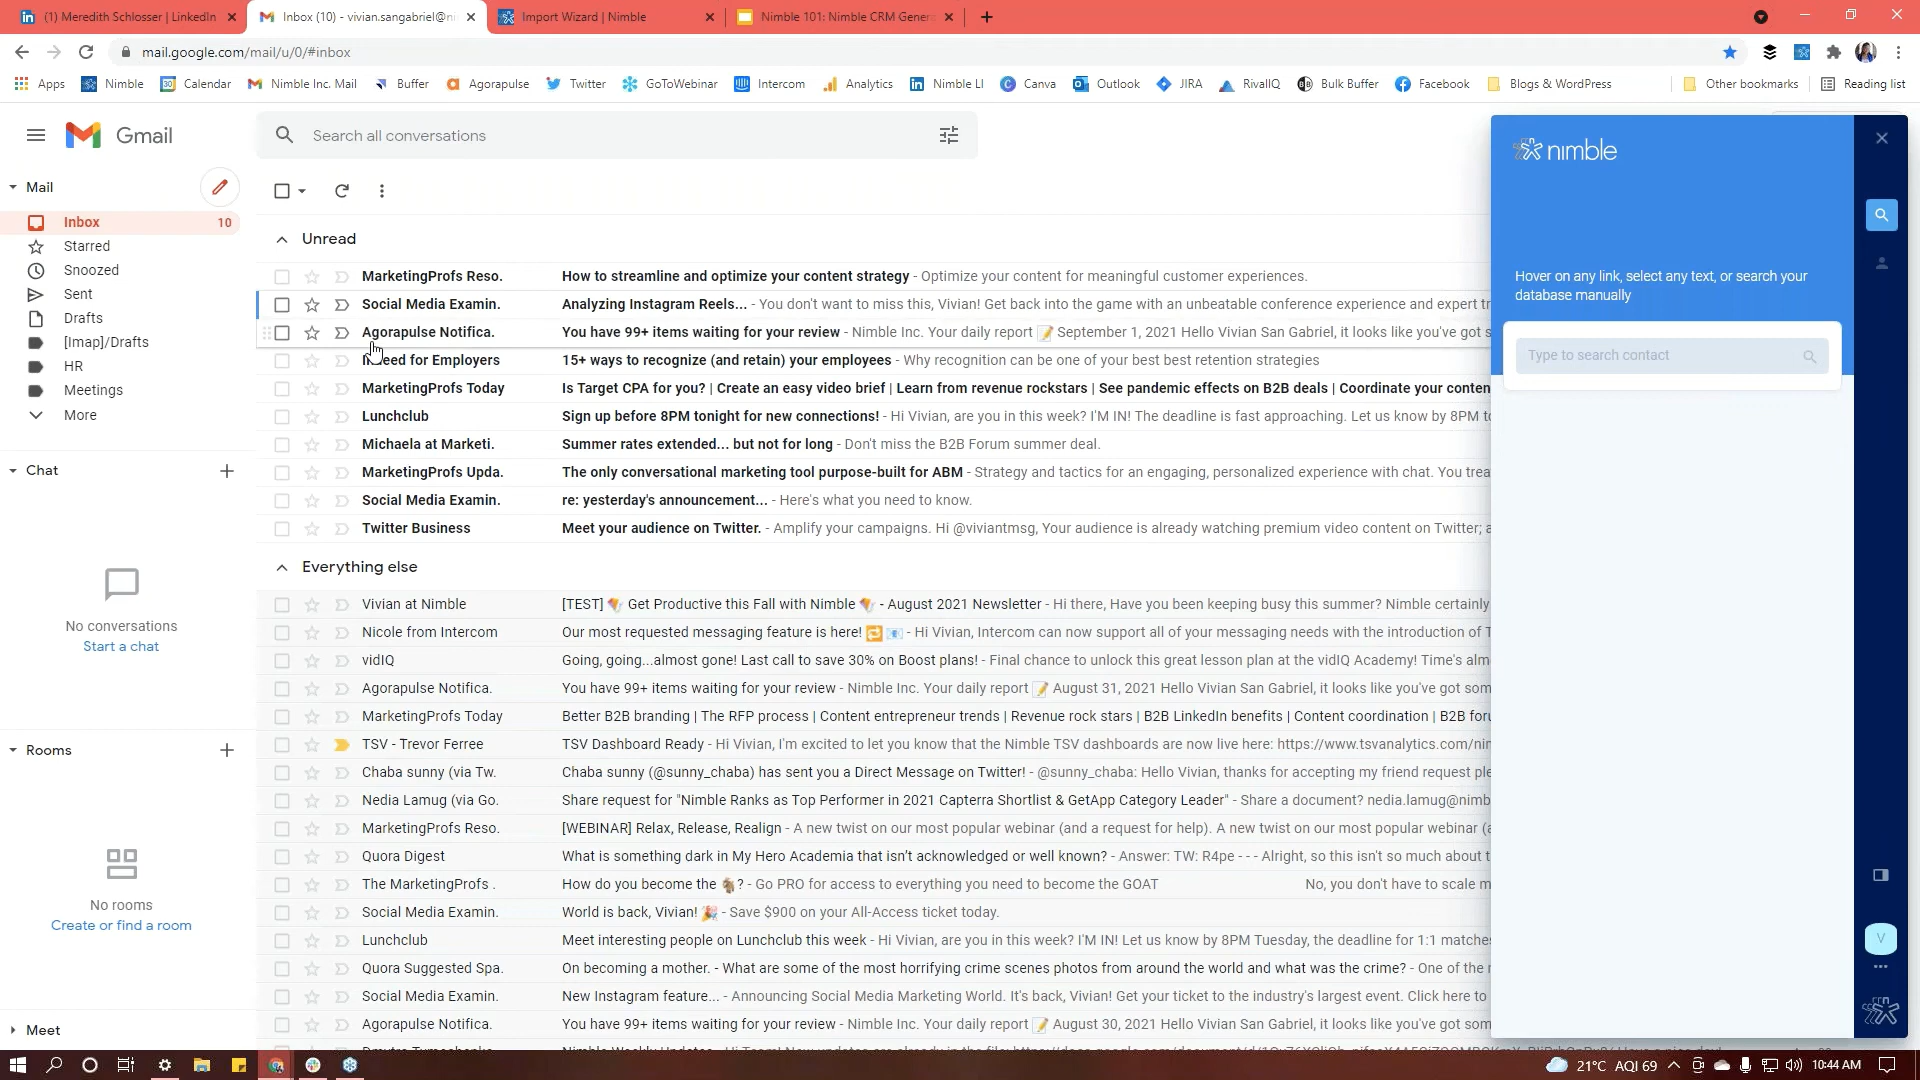 (1) Meredith Schlosser | LinkedIn
Inbox (10) - vivian.sangabriel@ni
Import Wizard | Nimble
Nimble 101: Nimble CRM Genera
mail.google.com/mail/u/0/#inbox
Apps
Nimble
Calendar
Nimble Inc. Mail
Buffer
Agorapulse
Twitter
GoToWebinar
Intercom
Analytics
Nimble LI
Canva
Outlook
JIRA
RivalIQ
Bulk Buffer
Facebook
Blogs & WordPress
Other bookmarks
Reading list
Gmail
Search all conversations
Mail
Inbox 10
Starred
Snoozed
Sent
Drafts
[Imap]/Drafts
HR
Meetings
More
Chat
No conversations
Start a chat
Rooms
No rooms
Create or find a room
Meet
Unread
MarketingProfs Reso. How to streamline and optimize your content strategy - Optimize your content for meaningful customer experiences.
Social Media Examin. Analyzing Instagram Reels... - You don't want to miss this, Vivian! Get back into the game with an unbeatable conference experience and expert tr
Agorapulse Notifica. You have 99+ items waiting for your review - Nimble Inc. Your daily report 📝 September 1, 2021 Hello Vivian San Gabriel, it looks like you've got s
for Employers 15+ ways to recognize (and retain) your employees - Why recognition can be one of your best best retention strategies
MarketingProfs Today Is Target CPA for you? | Create an easy video brief | Learn from revenue rockstars | See pandemic effects on B2B deals | Coordinate your conten
Lunchclub Sign up before 8PM tonight for new connections! - Hi Vivian, are you in this week? I'M IN! The deadline is fast approaching. Let us know by 8PM to
Michaela at Marketi. Summer rates extended... but not for long - Don't miss the B2B Forum summer deal.
MarketingProfs Upda. The only conversational marketing tool purpose-built for ABM - Strategy and tactics for an engaging, personalized experience with chat. You trea
Social Media Examin. re: yesterday's announcement... - Here's what you need to know.
Twitter Business Meet your audience on Twitter. - Amplify your campaigns. Hi @viviantmsg, Your audience is already watching premium video content on Twitter; a
Everything else
Vivian at Nimble [TEST] 🪁 Get Productive this Fall with Nimble 🪁 - August 2021 Newsletter - Hi there, Have you been keeping busy this summer? Nimble certainly
Nicole from Intercom Our most requested messaging feature is here! 🔁 📧 - Hi Vivian, Intercom can now support all of your messaging needs with the introduction of T
vidIQ Going, going...almost gone! Last call to save 30% on Boost plans! - Final chance to unlock this great lesson plan at the vidIQ Academy! Time's alm
Agorapulse Notifica. You have 99+ items waiting for your review - Nimble Inc. Your daily report 📝 August 31, 2021 Hello Vivian San Gabriel, it looks like you've got som
MarketingProfs Today Better B2B branding | The RFP process | Content entrepreneur trends | Revenue rock stars | B2B LinkedIn benefits | Content coordination | B2B foru
TSV - Trevor Ferree TSV Dashboard Ready - Hi Vivian, I'm excited to let you know that the Nimble TSV dashboards are now live here: https://www.tsvanalytics.com/nin
Chaba sunny (via Tw. Chaba sunny (@sunny_chaba) has sent you a Direct Message on Twitter! - @sunny_chaba: Hello Vivian, thanks for accepting my friend request ple
Nedia Lamug (via Go. Share request for "Nimble Ranks as Top Performer in 2021 Capterra Shortlist & GetApp Category Leader" - Share a document? nedia.lamug@nimb
MarketingProfs Reso. [WEBINAR] Relax, Release, Realign - A new twist on our most popular webinar (and a request for help). A new twist on our most popular webinar (a
Quora Digest What is something dark in My Hero Academia that isn't acknowledged or well known? - Answer: TW: R4pe - - - Alright, so this isn't so much about t
The MarketingProfs . How do you become the 🐐? - Go PRO for access to everything you need to become the GOAT No, you don't have to scale m
Social Media Examin. World is back, Vivian! 🎉 - Save $900 on your All-Access ticket today.
Lunchclub Meet interesting people on Lunchclub this week - Hi Vivian, are you in this week? I'M IN! Let us know by 8PM Tuesday, the deadline for 1:1 matches
Quora Suggested Spa. On becoming a mother. - What are some of the most horrifying crime scenes photos from around the world and what was the crime? - One of the r
Social Media Examin. New Instagram feature... - Announcing Social Media Marketing World. It's back, Vivian! Get your ticket to the industry's largest event. Click here to
Agorapulse Notifica. You have 99+ items waiting for your review - Nimble Inc. Your daily report 📝 August 30, 2021 Hello Vivian San Gabriel, it looks like you've got som
nimble
Hover on any link, select any text, or search your
database manually
Type to search contact
V
21°C AQI 69
10:44 AM